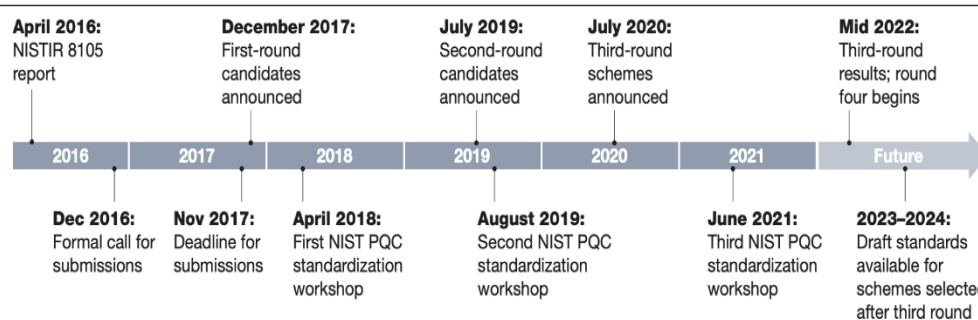 April 2016:
NISTIR 8105
report
December 2017:
First-round
candidates
announced
July 2019:
Second-round
candidates
announced
July 2020:
Third-round
schemes
announced
Mid 2022:
Third-round
results; round
four begins
2016
2017
2018
2019
2020
2021
Future
Dec 2016:
Formal call for
submissions
Nov 2017:
Deadline for
submissions
April 2018:
First NIST PQC
standardization
workshop
August 2019:
Second NIST PQC
standardization
workshop
June 2021:
Third NIST PQC
standardization
workshop
2023–2024:
Draft standards
available for
schemes selected
after third round